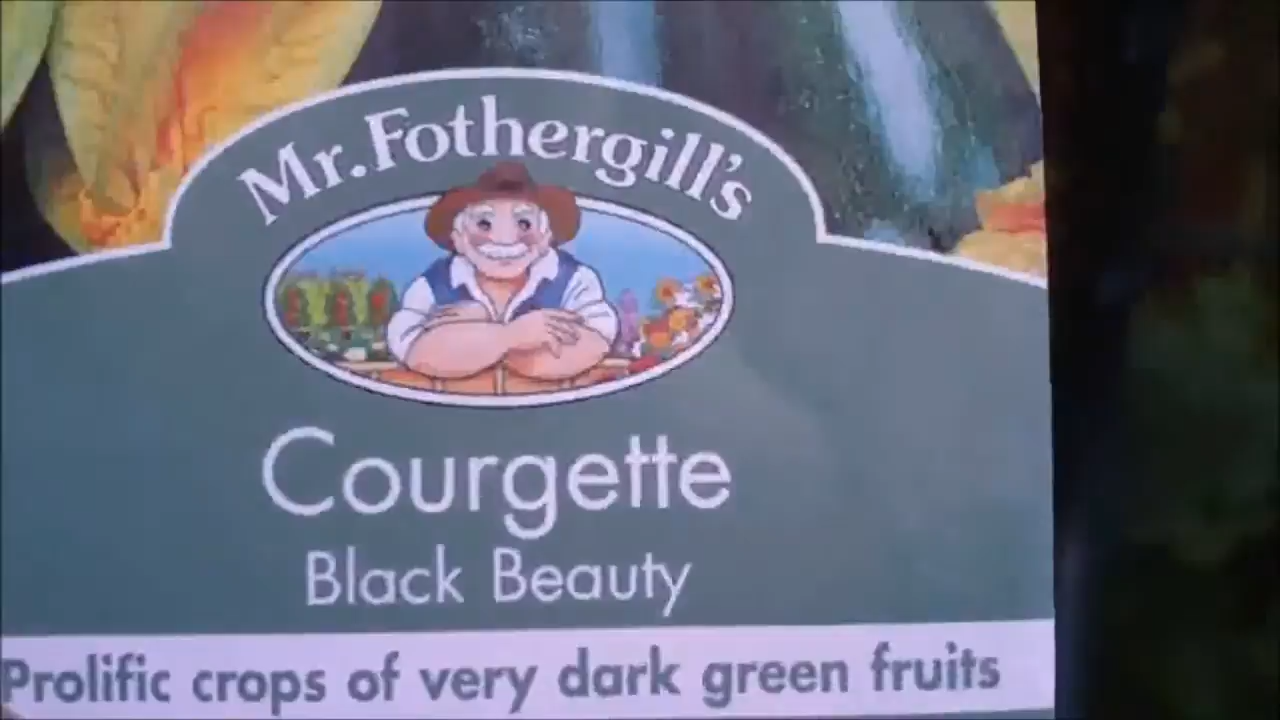 Mr. Fothergill's
Courgette
Black Beauty
Prolific crops of very dark green fruits